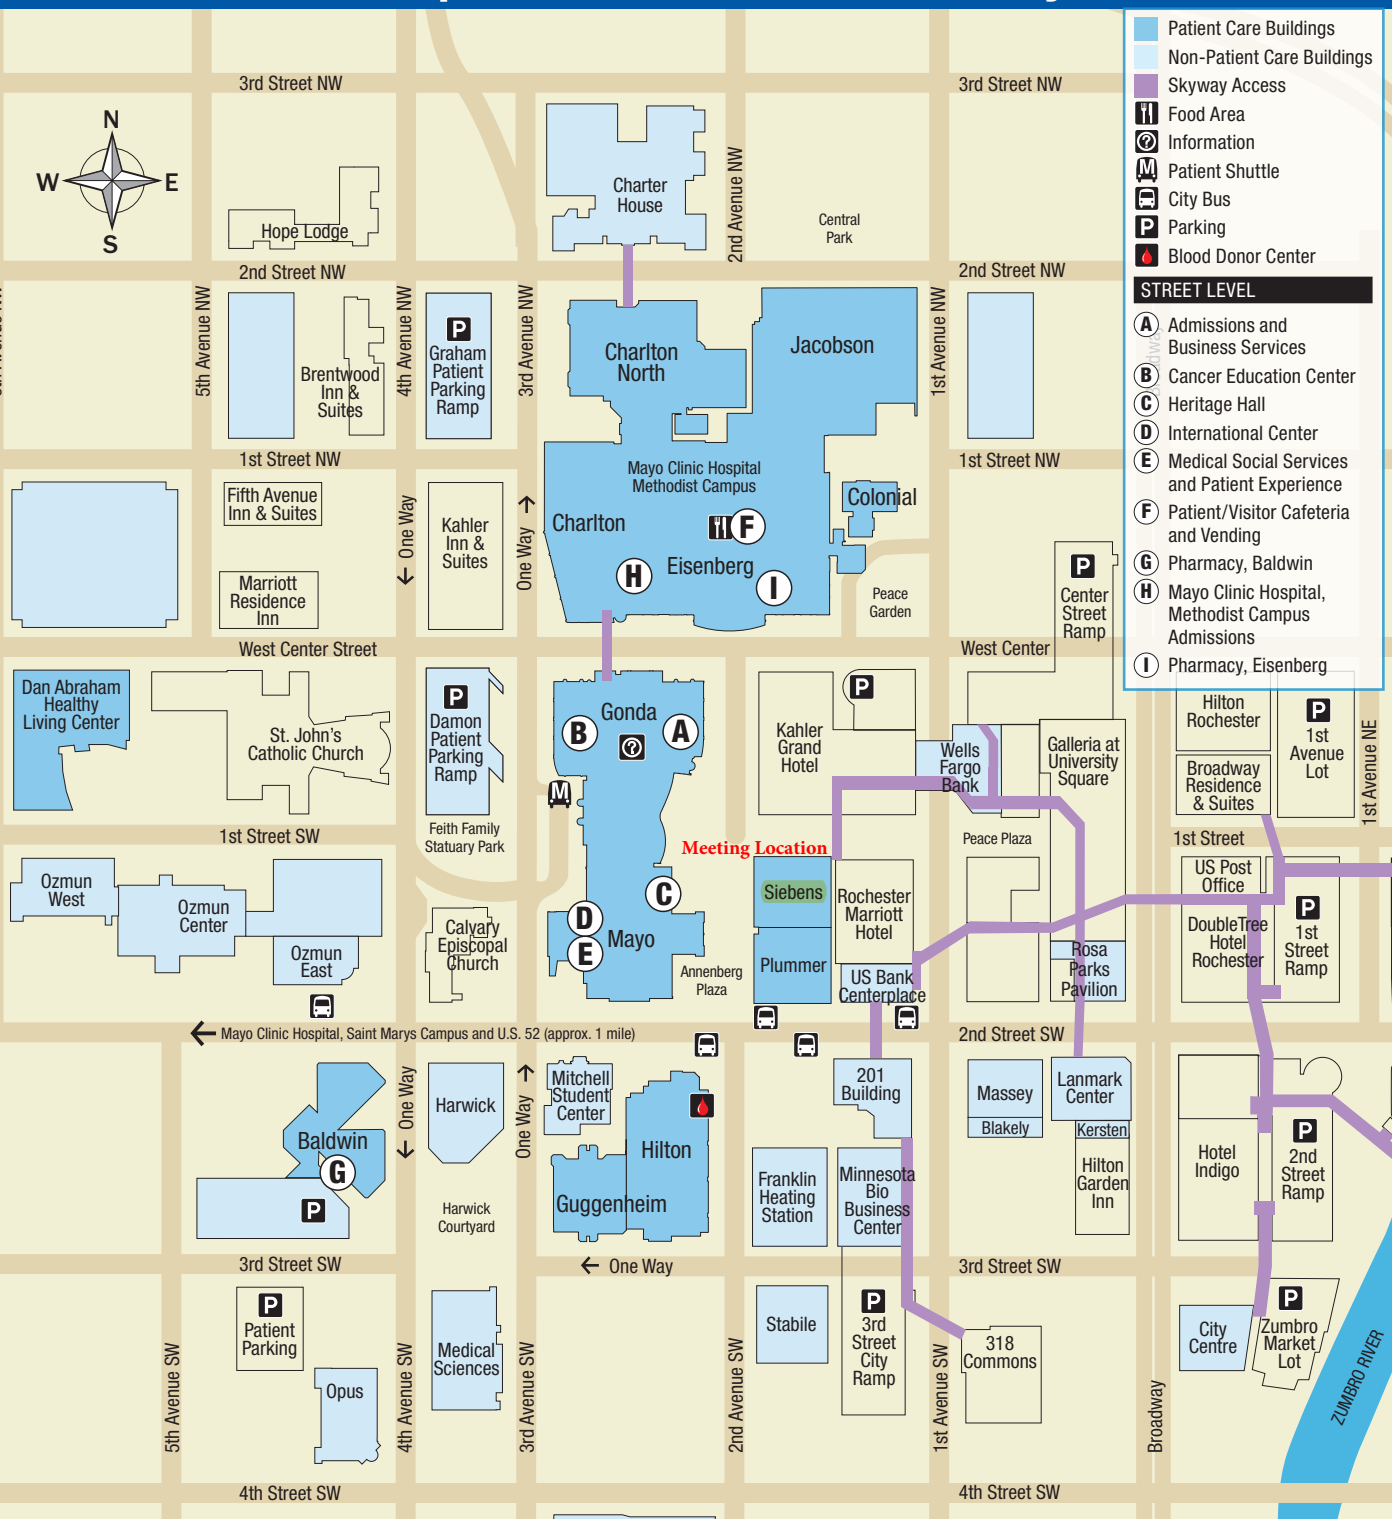 Patient Care Buildings
Non-Patient Care Buildings
Skyway Access
Food Area
Information
M
Patient Shuttle
City Bus
P
Parking
Blood Donor Center
STREET LEVEL
A
Admissions and
Business Services
B
Cancer Education Center
C
Heritage Hall
D
International Center
E
Medical Social Services
and Patient Experience
F
Patient/Visitor Cafeteria
and Vending
G
Pharmacy, Baldwin
H
Mayo Clinic Hospital,
Methodist Campus
Admissions
I
Pharmacy, Eisenberg
3rd Street NW
3rd Street NW
N
W
E
S
Charter
House
2nd Avenue NW
Central
Park
Hope Lodge
2nd Street NW
2nd Street NW
5th Avenue NW
4th Avenue NW
3rd Avenue NW
1st Avenue NW
Brentwood
Inn &
Suites
P
Graham
Patient
Parking
Ramp
Charlton
North
Jacobson
1st Street NW
1st Street NW
Mayo Clinic Hospital
Methodist Campus
Fifth Avenue
Inn & Suites
One Way
Kahler
Inn &
Suites
One Way
Charlton
F
Colonial
Eisenberg
H
I
Marriott
Residence
Inn
Peace
Garden
P
Center
Street
Ramp
West Center Street
West Center
Dan Abraham
Healthy
Living Center
St. John's
Catholic Church
P
Damon
Patient
Parking
Ramp
Gonda
B
A
M
Kahler
Grand
Hotel
P
Wells
Fargo
Bank
Galleria at
University
Square
Hilton
Rochester
P
1st
Avenue
Lot
Broadway
Residence
& Suites
1st Avenue NE
Feith Family
Statuary Park
1st Street SW
Meeting Location
Peace Plaza
1st Street
Ozmun
West
Ozmun
Center
Ozmun
East
Calvary
Episcopal
Church
C
D
E
Mayo
Annenberg
Plaza
Siebens
Plummer
Rochester
Marriott
Hotel
US Bank
Centerplace
Rosa
Parks
Pavilion
US Post
Office
DoubleTree
Hotel
Rochester
P
1st
Street
Ramp
Mayo Clinic Hospital, Saint Marys Campus and U.S. 52 (approx. 1 mile)
2nd Street SW
One Way
Harwick
One Way
Mitchell
Student
Center
201
Building
Massey
Blakely
Lanmark
Center
Kersten
Hilton
Garden
Inn
Baldwin
G
P
Hilton
Guggenheim
Franklin
Heating
Station
Minnesota
Bio
Business
Center
Hotel
Indigo
P
2nd
Street
Ramp
Harwick
Courtyard
3rd Street SW
One Way
3rd Street SW
P
Patient
Parking
Opus
Medical
Sciences
Stabile
P
3rd
Street
City
Ramp
318
Commons
City
Centre
P
Zumbro
Market
Lot
ZUMBRO RIVER
5th Avenue SW
4th Avenue SW
3rd Avenue SW
2nd Avenue SW
1st Avenue SW
Broadway
4th Street SW
4th Street SW